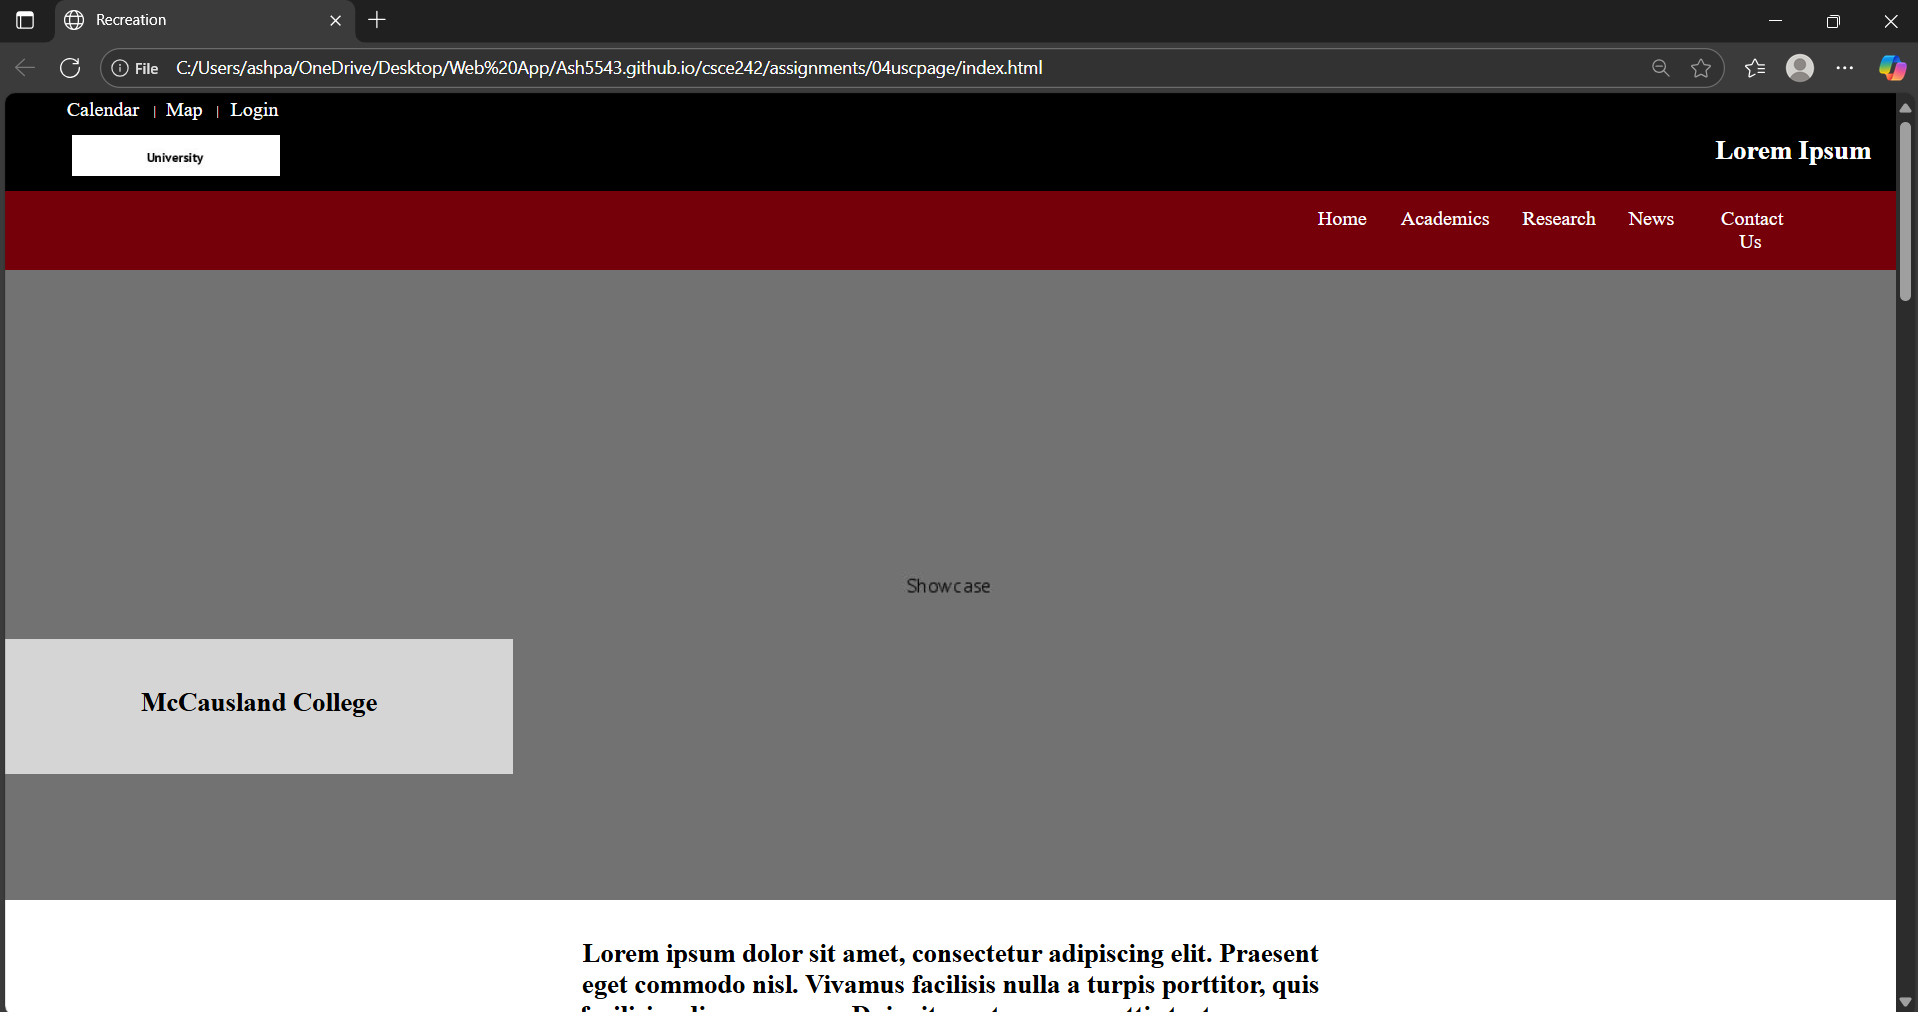 Recreation
File C:/Users/ashpa/OneDrive/Desktop/Web%20App/Ash5543.github.io/csce242/assignments/04uscpage/index.html
Calendar | Map | Login
University
Lorem Ipsum
Home Academics Research News Contact
Us
Showcase
McCausland College
Lorem ipsum dolor sit amet, consectetur adipiscing elit. Praesent
eget commodo nisl. Vivamus facilisis nulla a turpis porttitor, quis